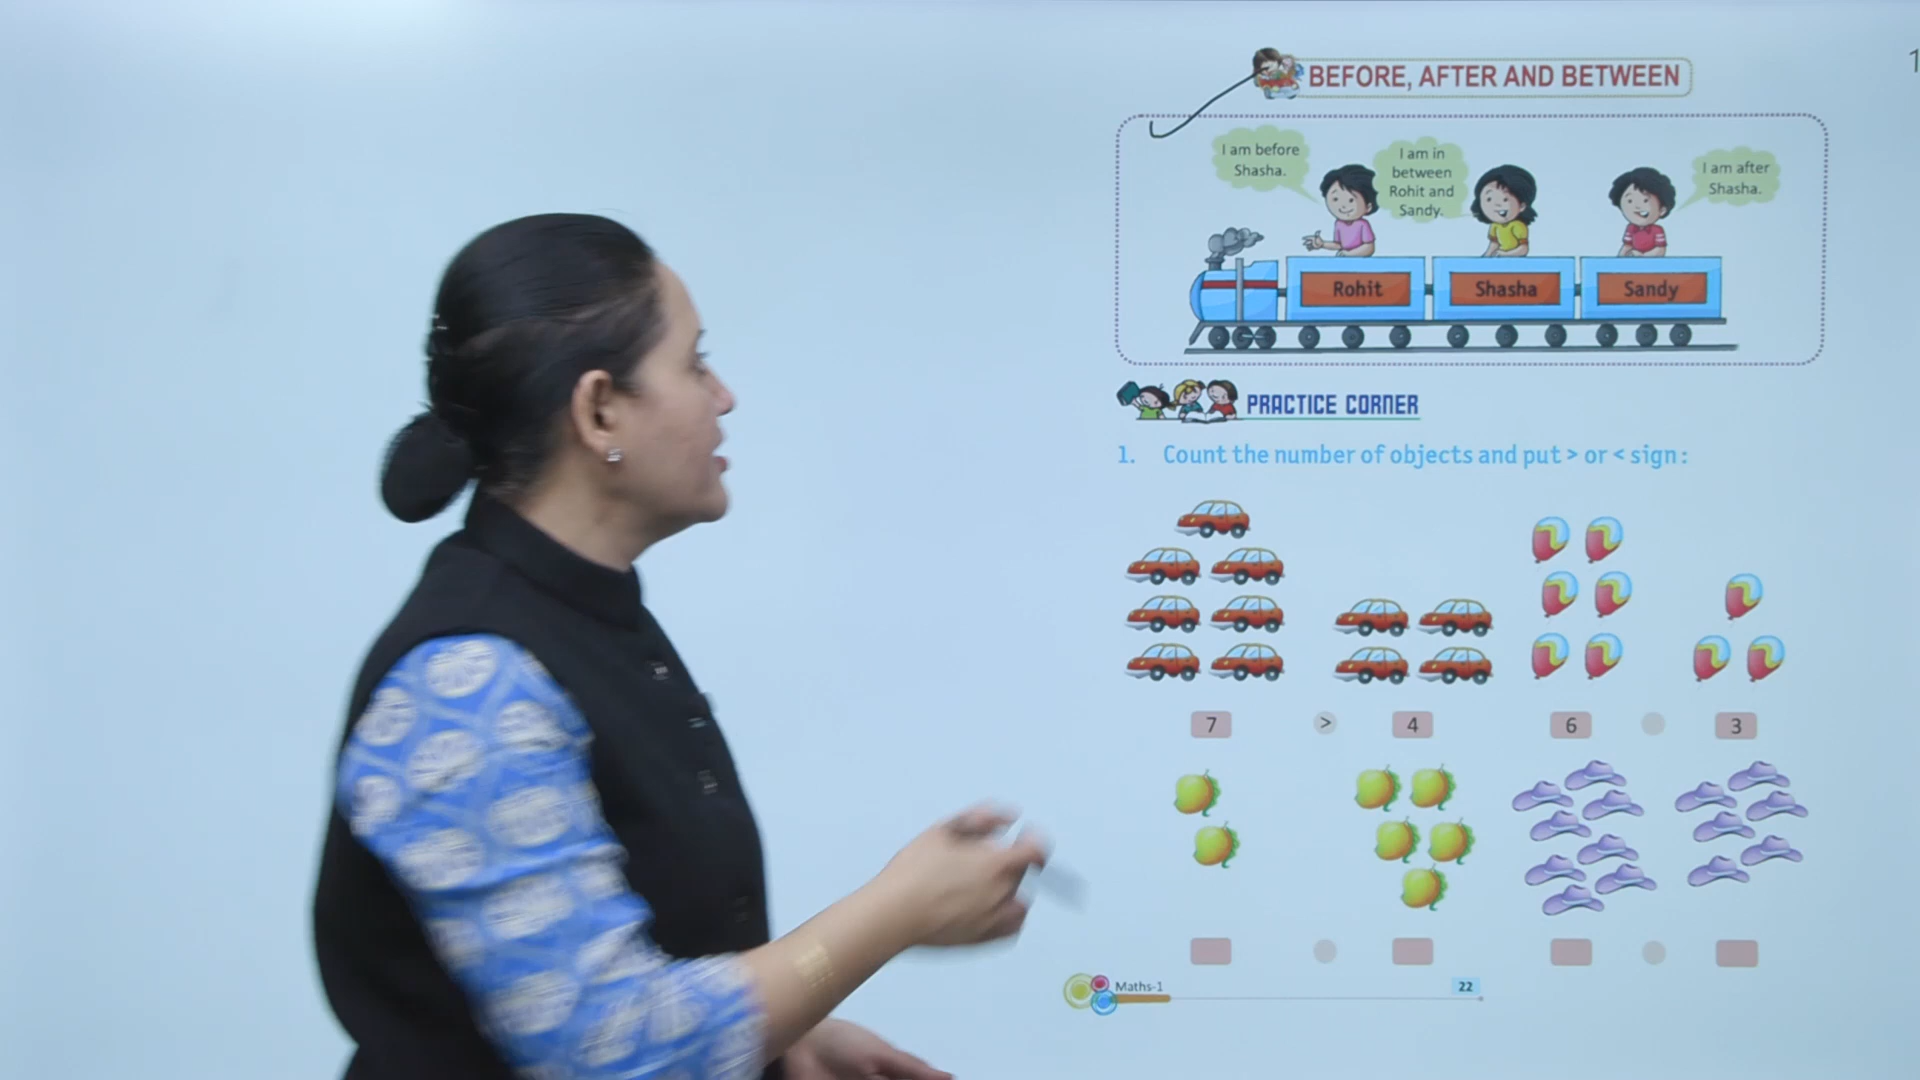 1
BEFORE, AFTER AND BETWEEN
I am before
Shasha.
I am in
between
Rohit and
Sandy.
I am after
Shasha.
Rohit
Shasha
Sandy
PRACTICE CORNER
1. Count the number of objects and put > or < sign :
7 > 4
6 3
Maths-1
22